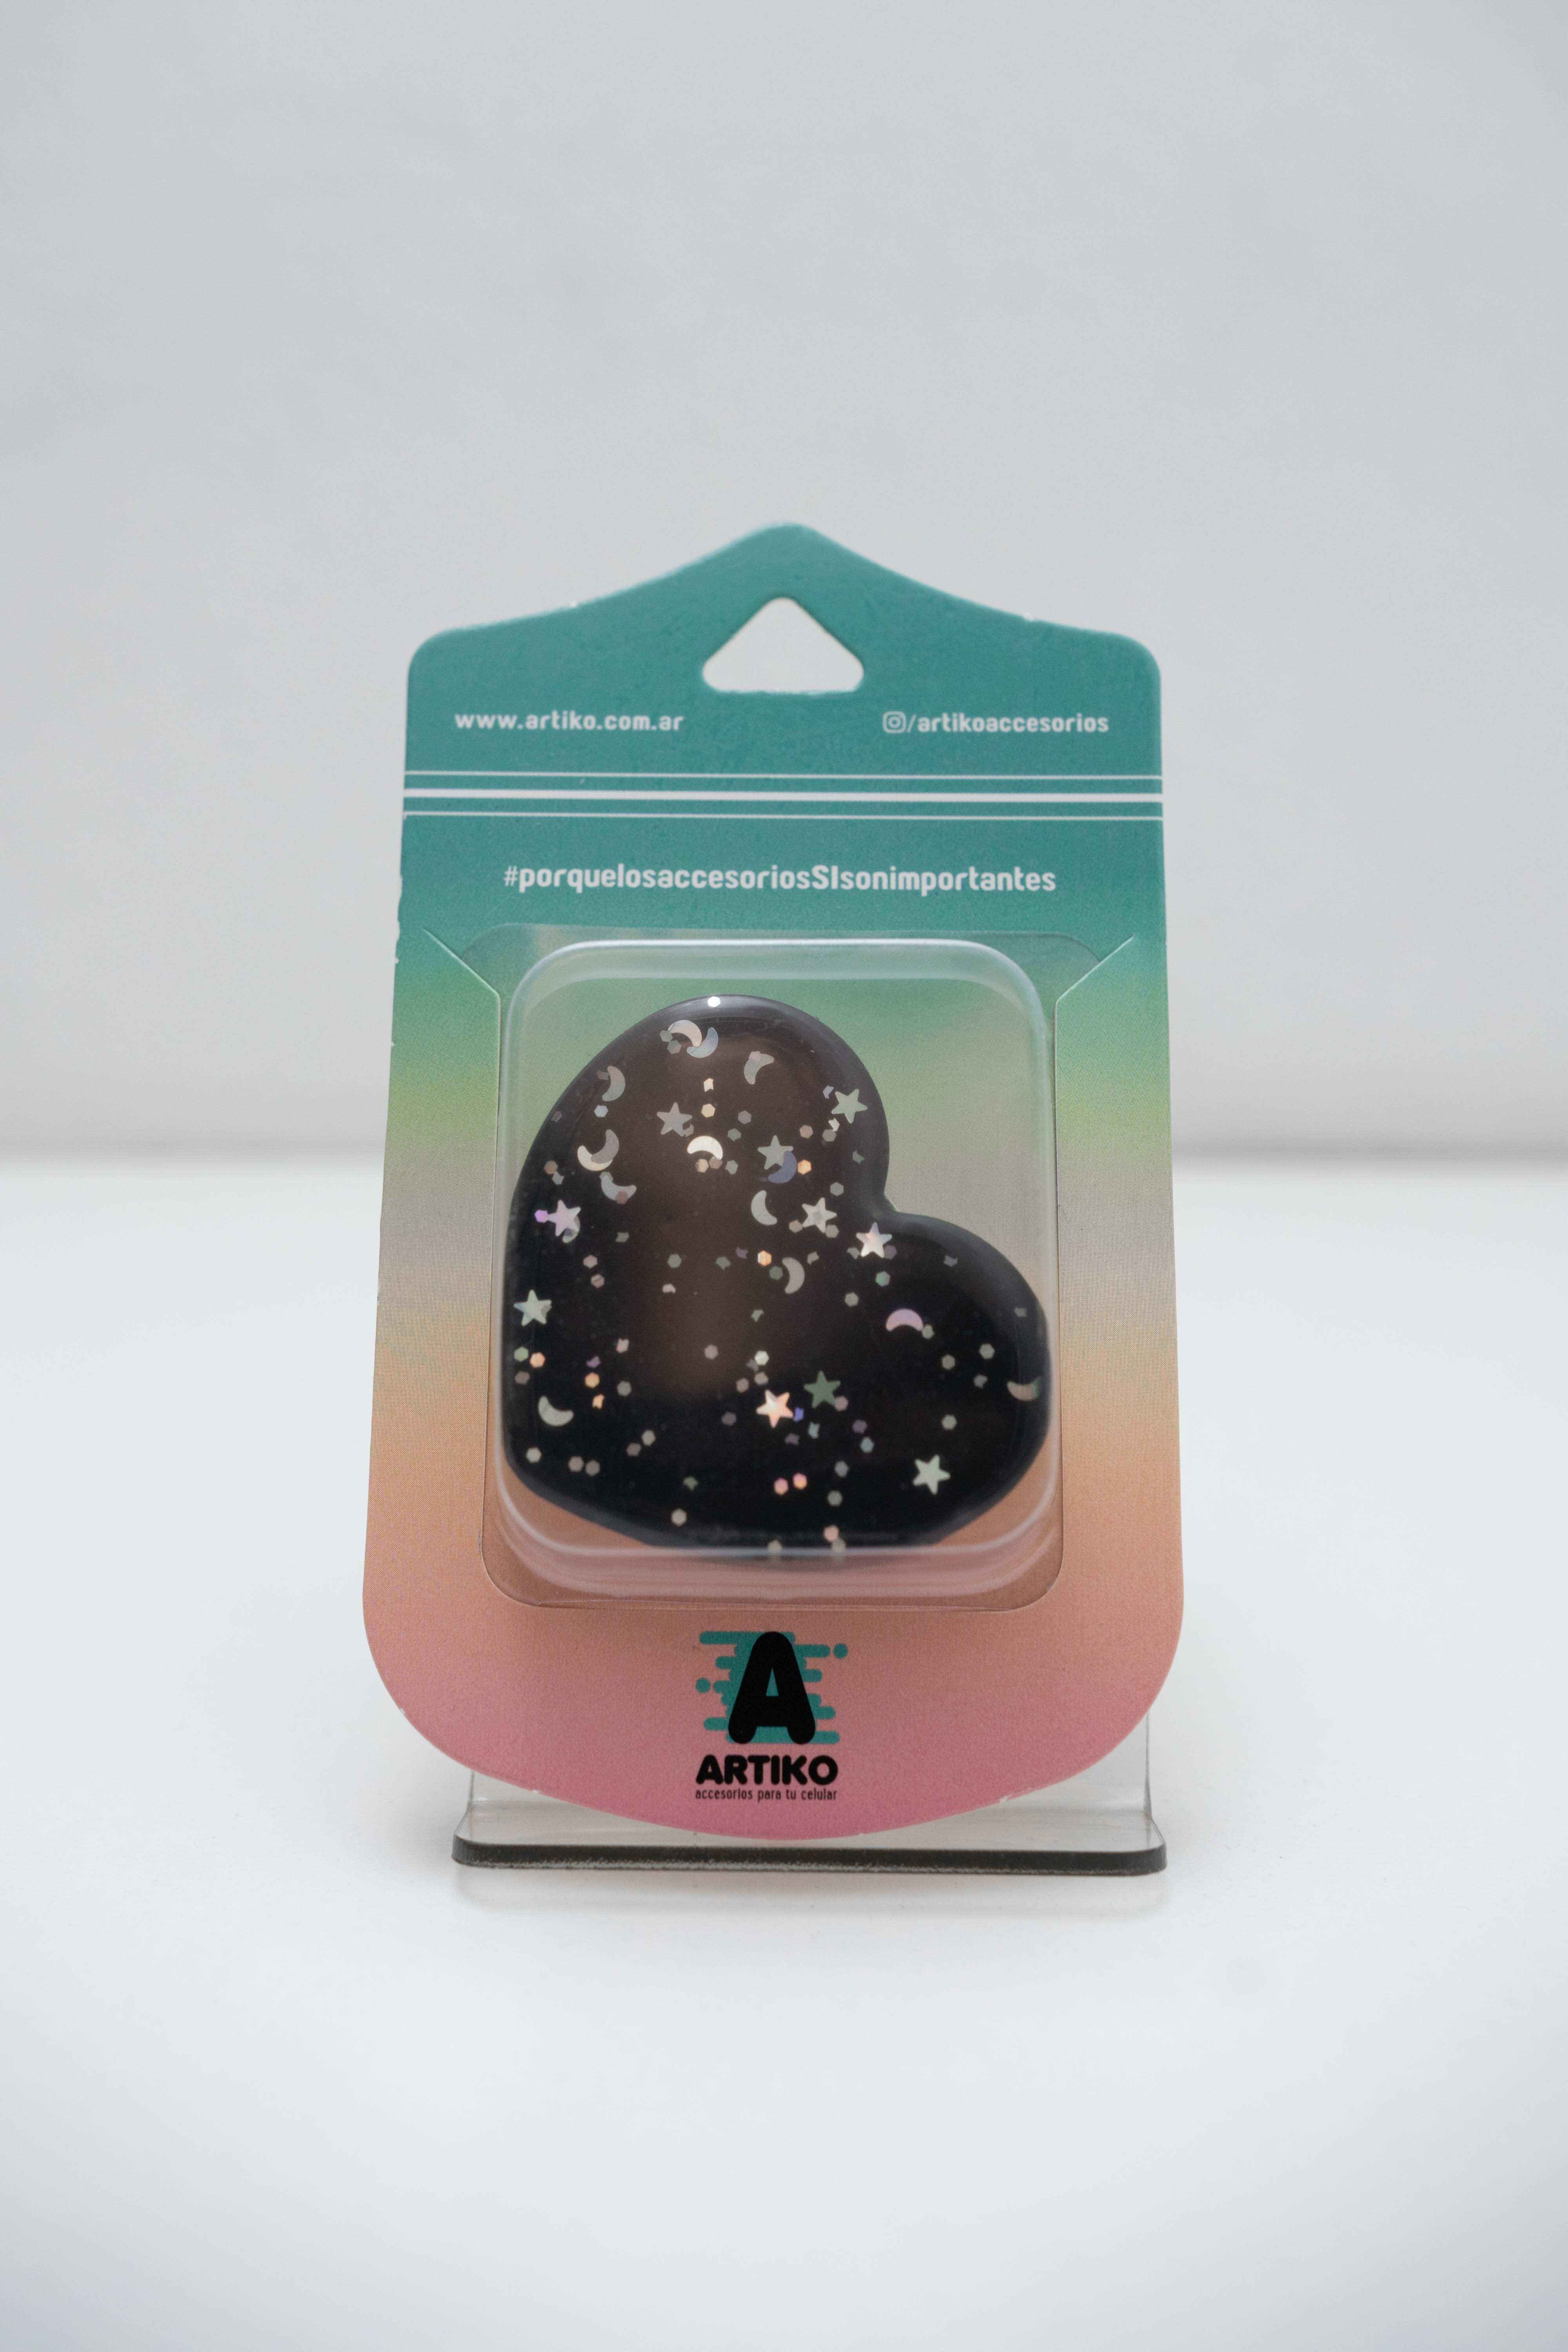 www.artiko.com.ar
/artikoaccesorios
#porquelosaccesoriosSIsonimportantes
A
ARTIKO
accesorios para tu celular